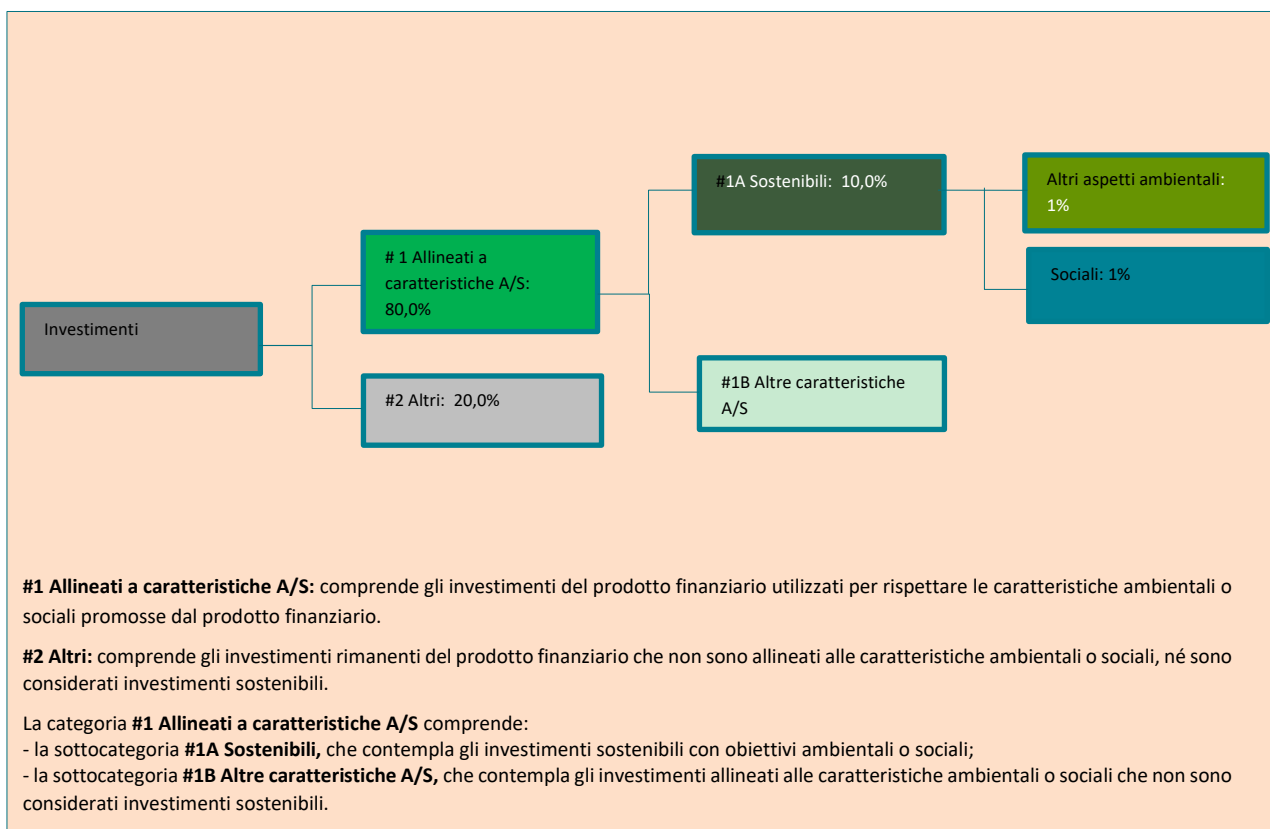 #1A Sostenibili: 10,0%
Altri aspetti ambientali:
1%
# 1 Allineati a
caratteristiche A/S:
80,0%
Sociali: 1%
Investimenti
#2 Altri: 20,0%
#1B Altre caratteristiche
A/S
#1 Allineati a caratteristiche A/S: comprende gli investimenti del prodotto finanziario utilizzati per rispettare le caratteristiche ambientali o
sociali promosse dal prodotto finanziario.
#2 Altri: comprende gli investimenti rimanenti del prodotto finanziario che non sono allineati alle caratteristiche ambientali o sociali, né sono
considerati investimenti sostenibili.
La categoria #1 Allineati a caratteristiche A/S comprende:
- la sottocategoria #1A Sostenibili, che contempla gli investimenti sostenibili con obiettivi ambientali o sociali;
- la sottocategoria #1B Altre caratteristiche A/S, che contempla gli investimenti allineati alle caratteristiche ambientali o sociali che non sono
considerati investimenti sostenibili.